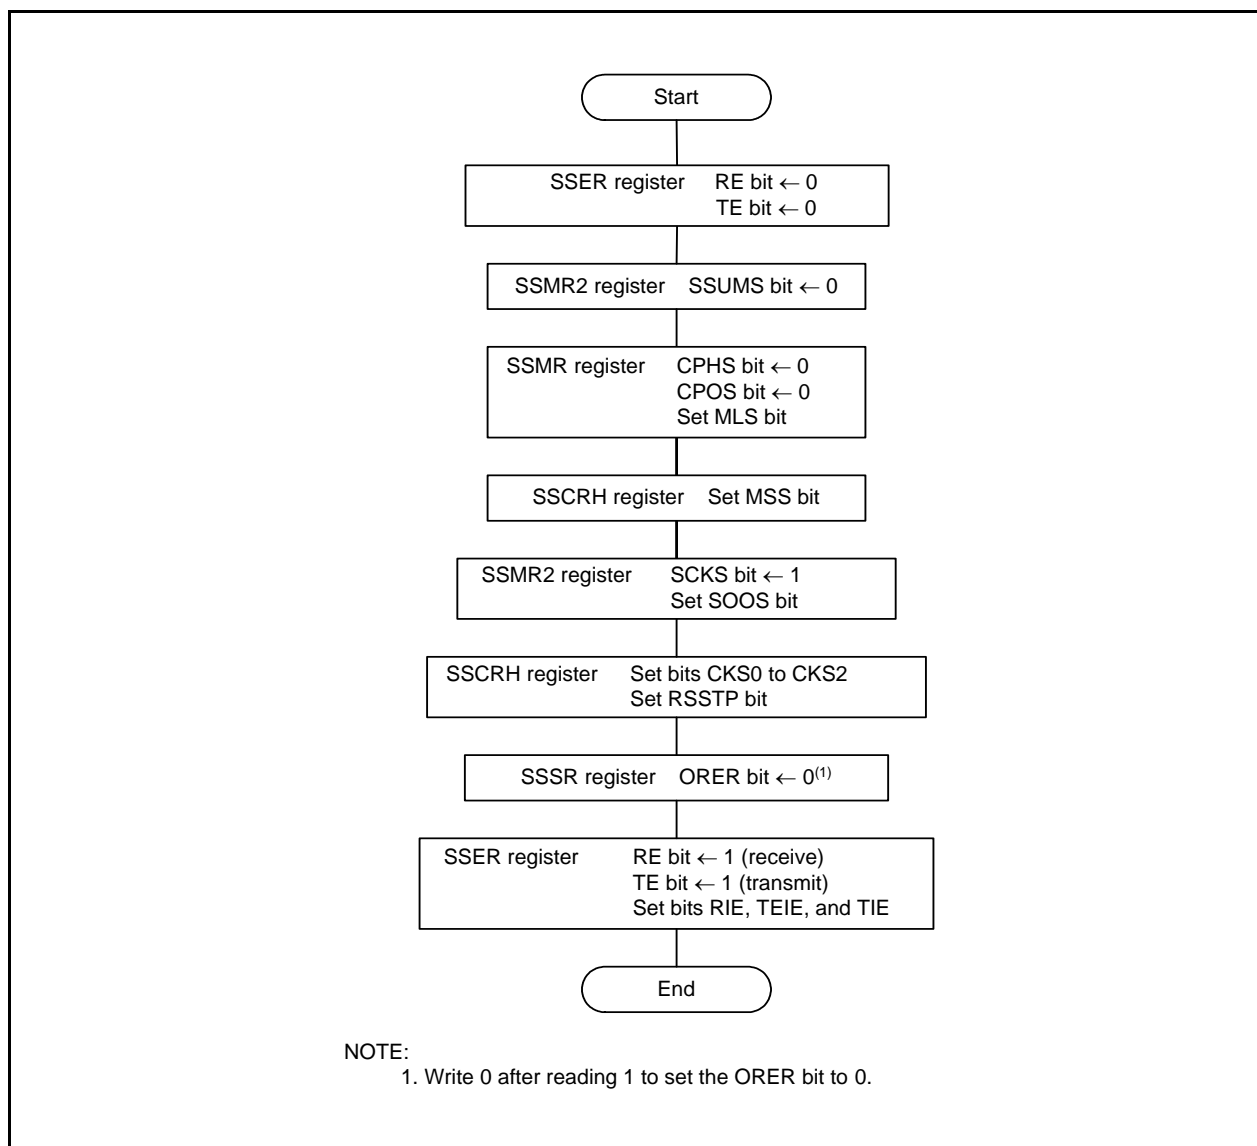 Start
SSER register RE bit ← 0
TE bit ← 0
SSMR2 register SSUMS bit ← 0
SSMR register CPHS bit ← 0
CPOS bit ← 0
Set MLS bit
SSCRH register Set MSS bit
SSMR2 register SCKS bit ← 1
Set SOOS bit
SSCRH register Set bits CKS0 to CKS2
Set RSSTP bit
SSSR register ORER bit ← 0(1)
SSER register RE bit ← 1 (receive)
TE bit ← 1 (transmit)
Set bits RIE, TEIE, and TIE
End
NOTE:
1. Write 0 after reading 1 to set the ORER bit to 0.